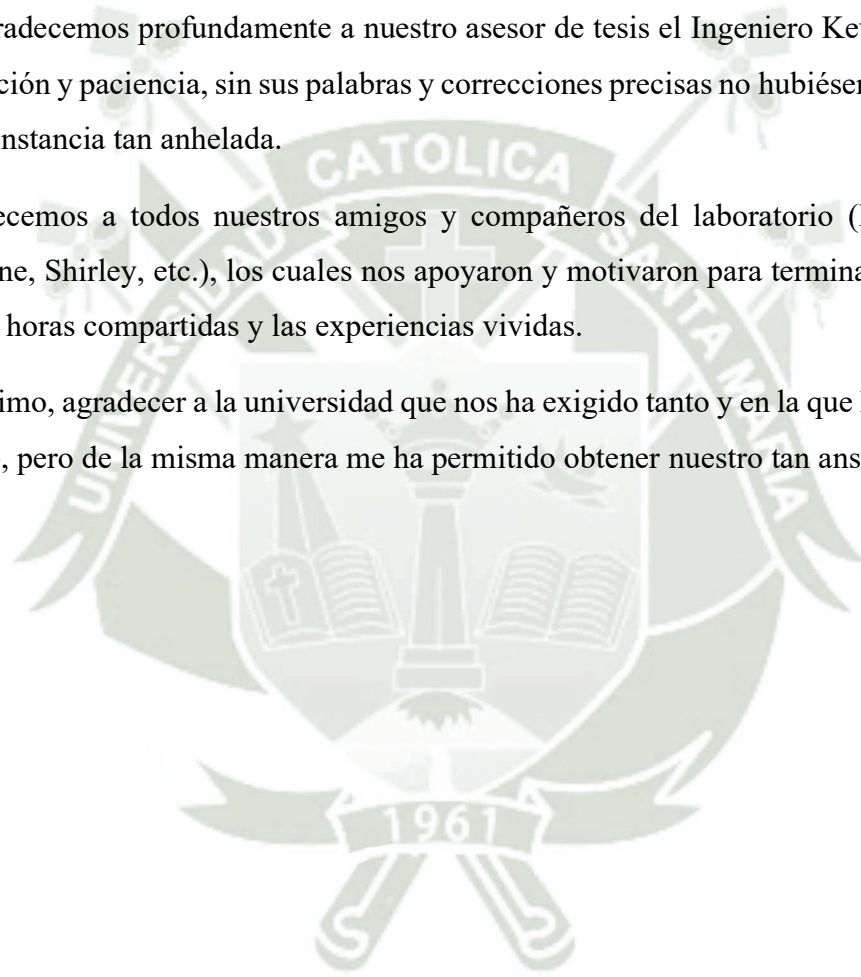 radecemos profundamente a nuestro asesor de tesis el Ingeniero Ke
ción y paciencia, sin sus palabras y correcciones precisas no
nstancia tan anhelada.
ecemos a todos nuestros amigos y compañeros del laboratorio (
ne, Shirley, etc.), los cuales nos apoyaron y motivaron para
horas compartidas y las experiencias vividas.
imo, agradecer a la universidad que nos ha exigido tanto y en la que
, pero de la misma manera me ha permitido obtener nuestro tan ans
UNIVERSIDAD CATOLICA SANTA MARIA
1961